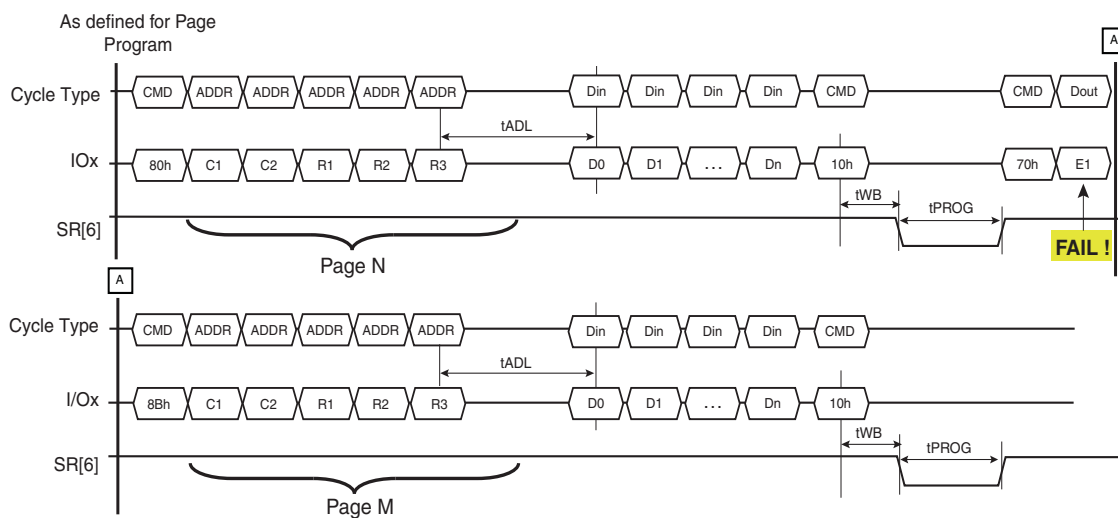 As defined for Page
Program
A
Cycle Type CMD ADDR ADDR ADDR ADDR ADDR Din Din Din Din CMD CMD Dout
tADL
IOx 80h C1 C2 R1 R2 R3 D0 D1 ... Dn 10h 70h E1
tWB tPROG
SR[6]
Page N
FAIL !
A
Cycle Type CMD ADDR ADDR ADDR ADDR ADDR Din Din Din Din CMD
tADL
I/Ox 8Bh C1 C2 R1 R2 R3 D0 D1 ... Dn 10h
tWB tPROG
SR[6]
Page M